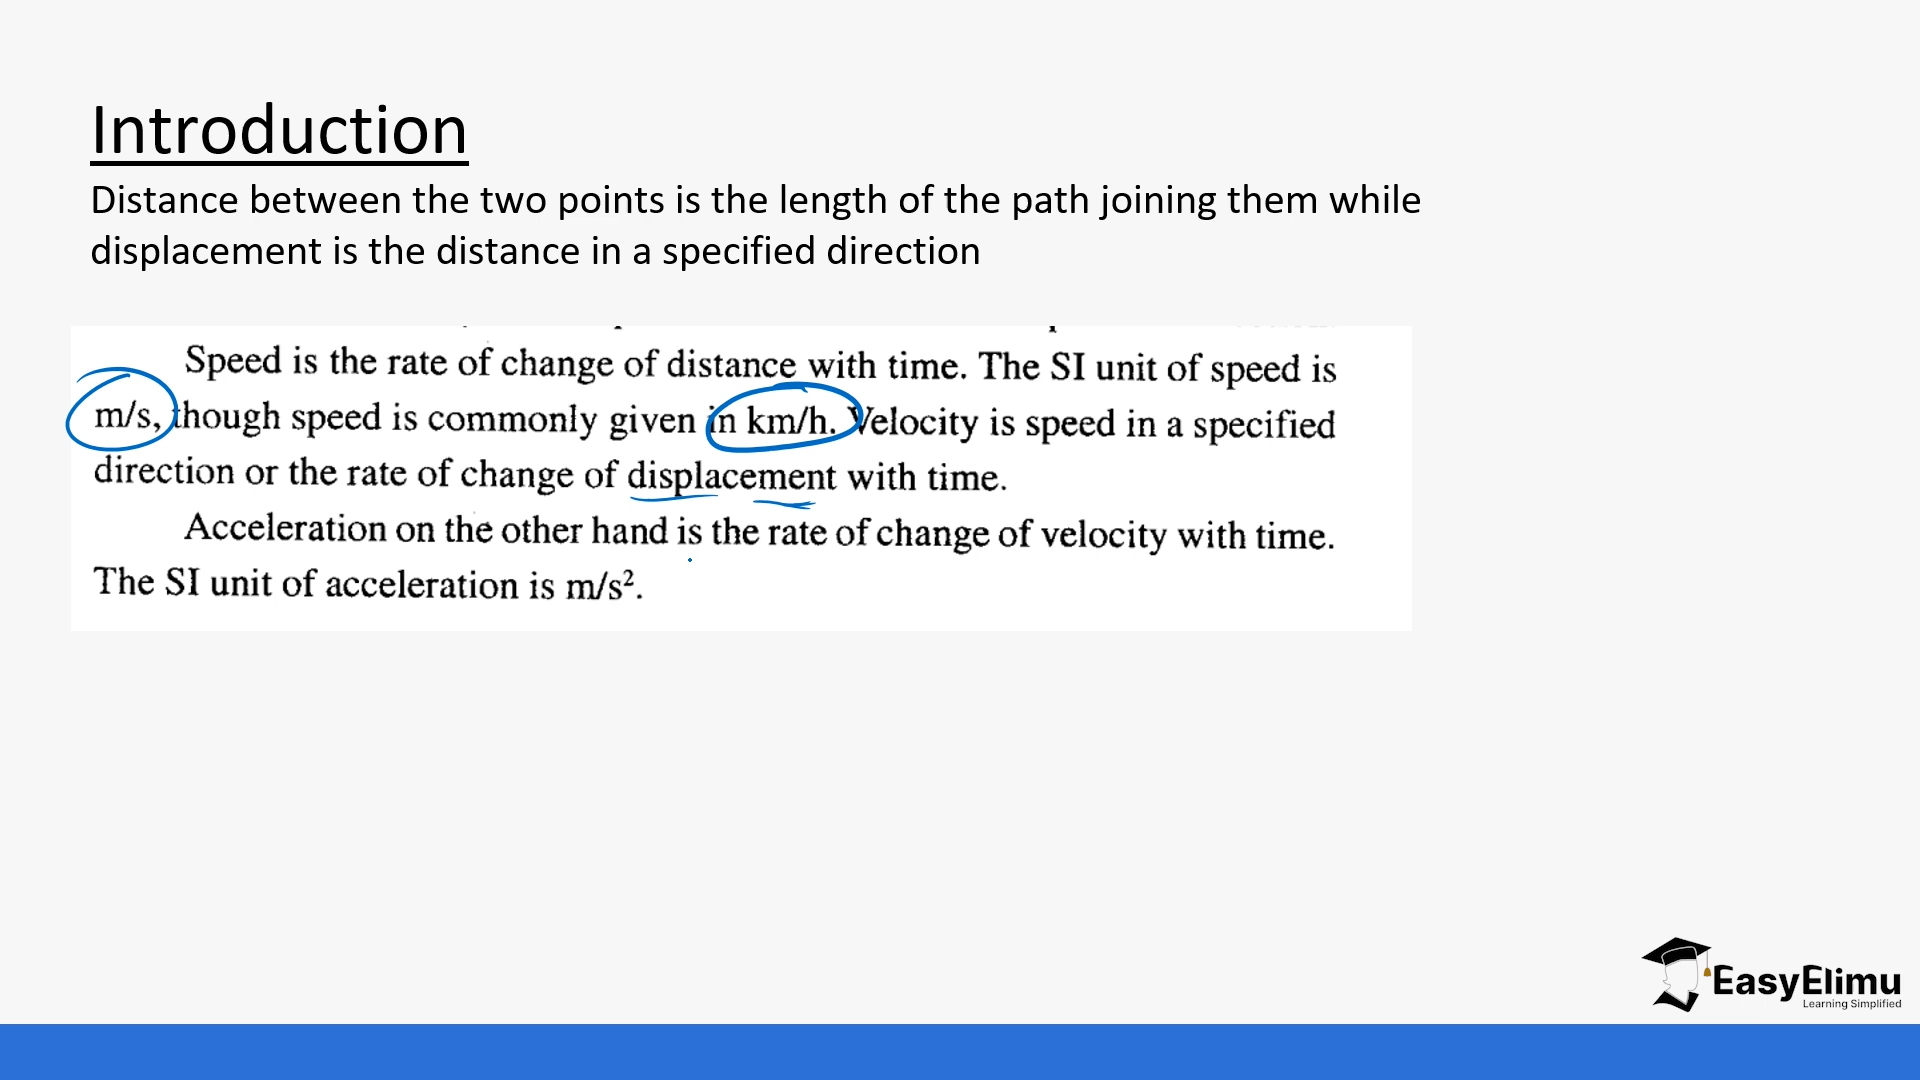 Introduction
Distance between the two points is the length of the path joining them while
displacement is the distance in a specified direction
Speed is the rate of change of distance with time. The SI unit of speed is
m/s, though speed is commonly given in km/h. Velocity is speed in a specified
direction or the rate of change of displacement with time.
Acceleration on the other hand is the rate of change of velocity with time.
The SI unit of acceleration is m/s².
EasyElimu
Learning Simplified